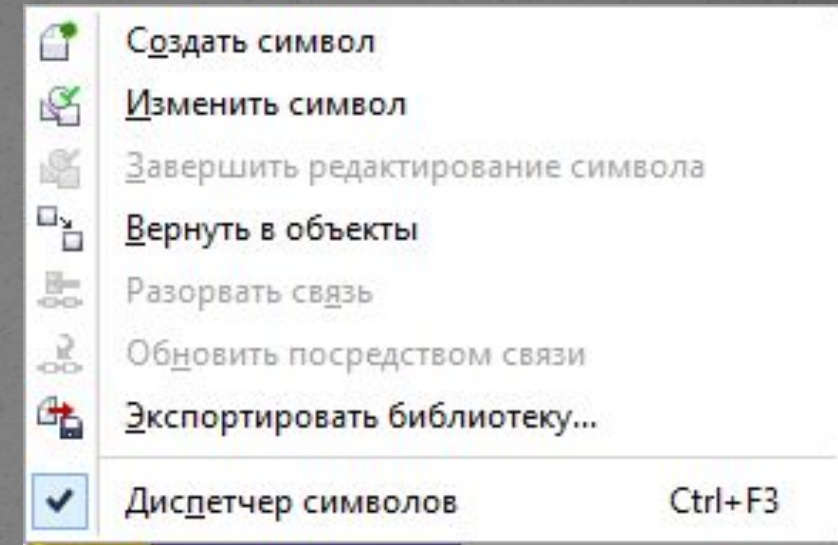 Создать символ
Изменить символ
Завершить редактирование символа
Вернуть в объекты
Разорвать связь
Обновить посредством связи
Экспортировать библиотеку...
Диспетчер символов Ctrl+F3